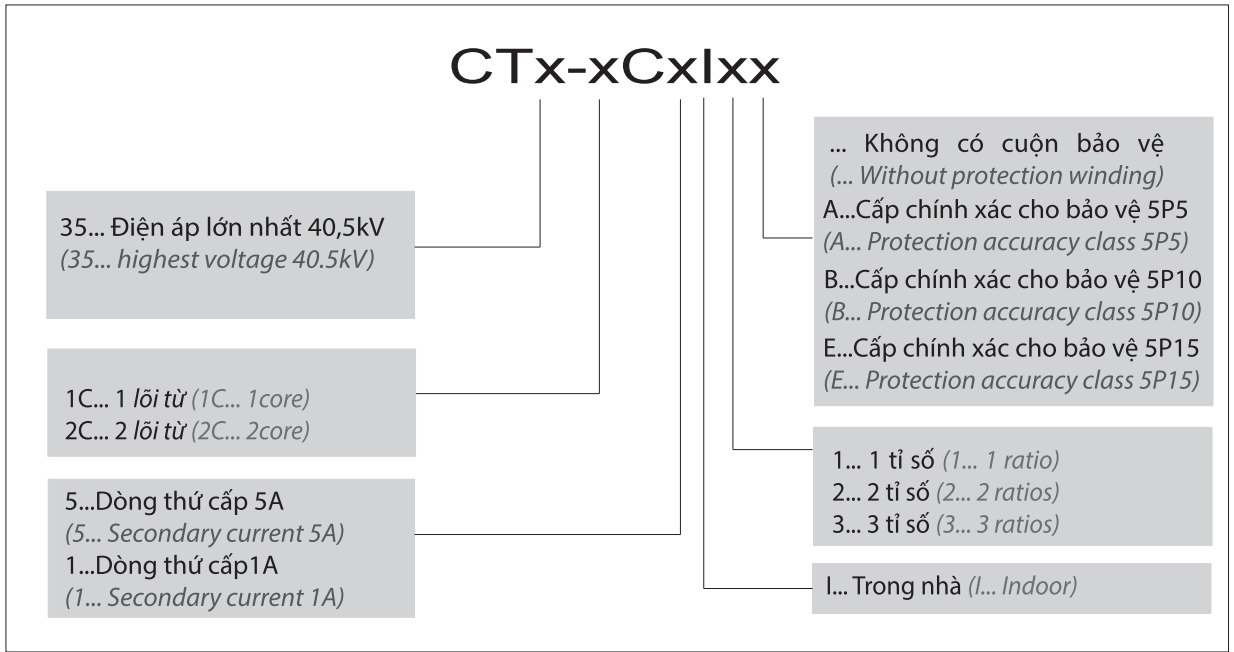 CTx-xCxIxx
35... Điện áp lớn nhất 40,5kV
(35... highest voltage 40.5kV)
1C... 1 lõi từ (1C... 1core)
2C... 2 lõi từ (2C... 2core)
5...Dòng thứ cấp 5A
(5... Secondary current 5A)
1...Dòng thứ cấp1A
(1... Secondary current 1A)
... Không có cuộn bảo vệ
(... Without protection winding)
A...Cấp chính xác cho bảo vệ 5P5
(A... Protection accuracy class 5P5)
B...Cấp chính xác cho bảo vệ 5P10
(B... Protection accuracy class 5P10)
E...Cấp chính xác cho bảo vệ 5P15
(E... Protection accuracy class 5P15)
1... 1 tỉ số (1... 1 ratio)
2... 2 tỉ số (2... 2 ratios)
3... 3 tỉ số (3... 3 ratios)
I... Trong nhà (I... Indoor)